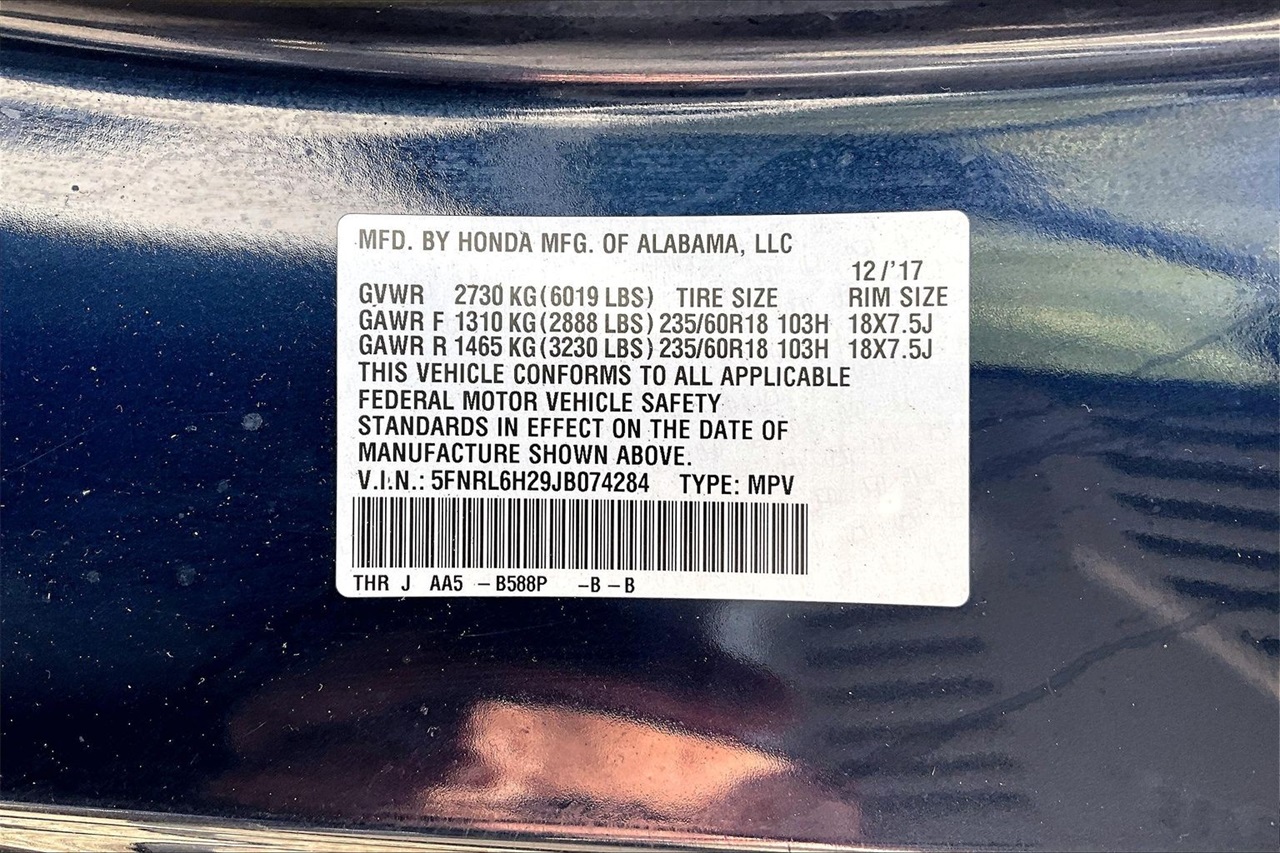 MFD. BY HONDA MFG. OF ALABAMA, LLC
12/'17
GVWR 2730 KG (6019 LBS) TIRE SIZE RIM SIZE
GAWR F 1310 KG (2888 LBS) 235/60R18 103H 18X7.5J
GAWR R 1465 KG (3230 LBS) 235/60R18 103H 18X7.5J
THIS VEHICLE CONFORMS TO ALL APPLICABLE
FEDERAL MOTOR VEHICLE SAFETY
STANDARDS IN EFFECT ON THE DATE OF
MANUFACTURE SHOWN ABOVE.
V.I.N.: 5FNRL6H29JB074284 TYPE: MPV
THR J AA5 – B588P –B –B